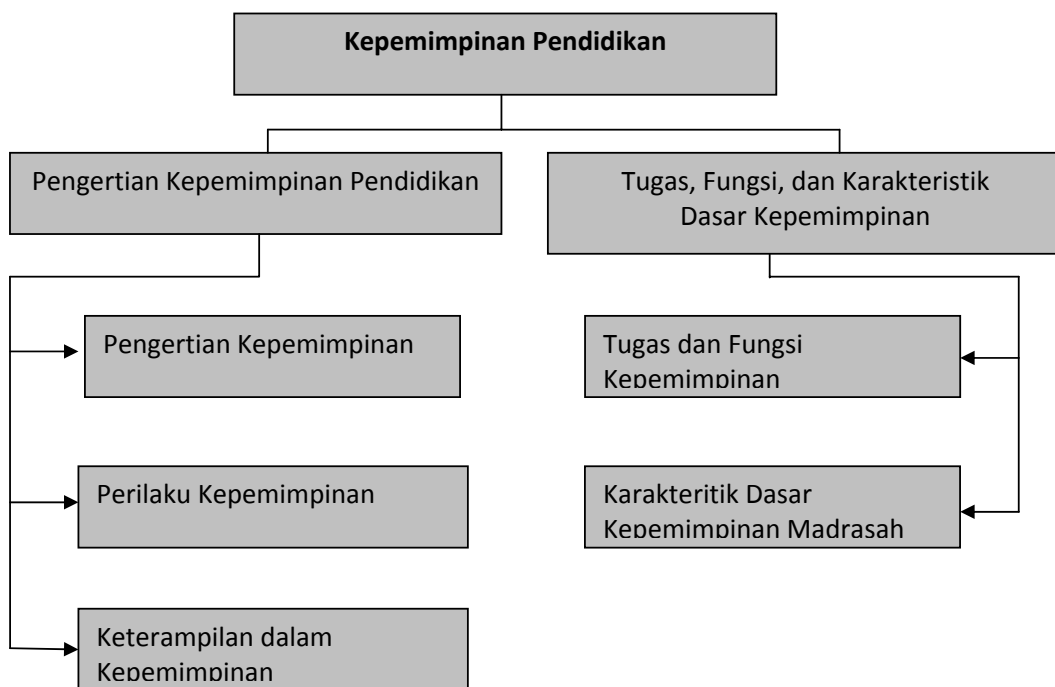 Kepemimpinan Pendidikan
Pengertian Kepemimpinan Pendidikan
Tugas, Fungsi, dan Karakteristik
Dasar Kepemimpinan
Pengertian Kepemimpinan
Tugas dan Fungsi
Kepemimpinan
Perilaku Kepemimpinan
Karakteritik Dasar
Kepemimpinan Madrasah
Keterampilan dalam
Kepemimpinan